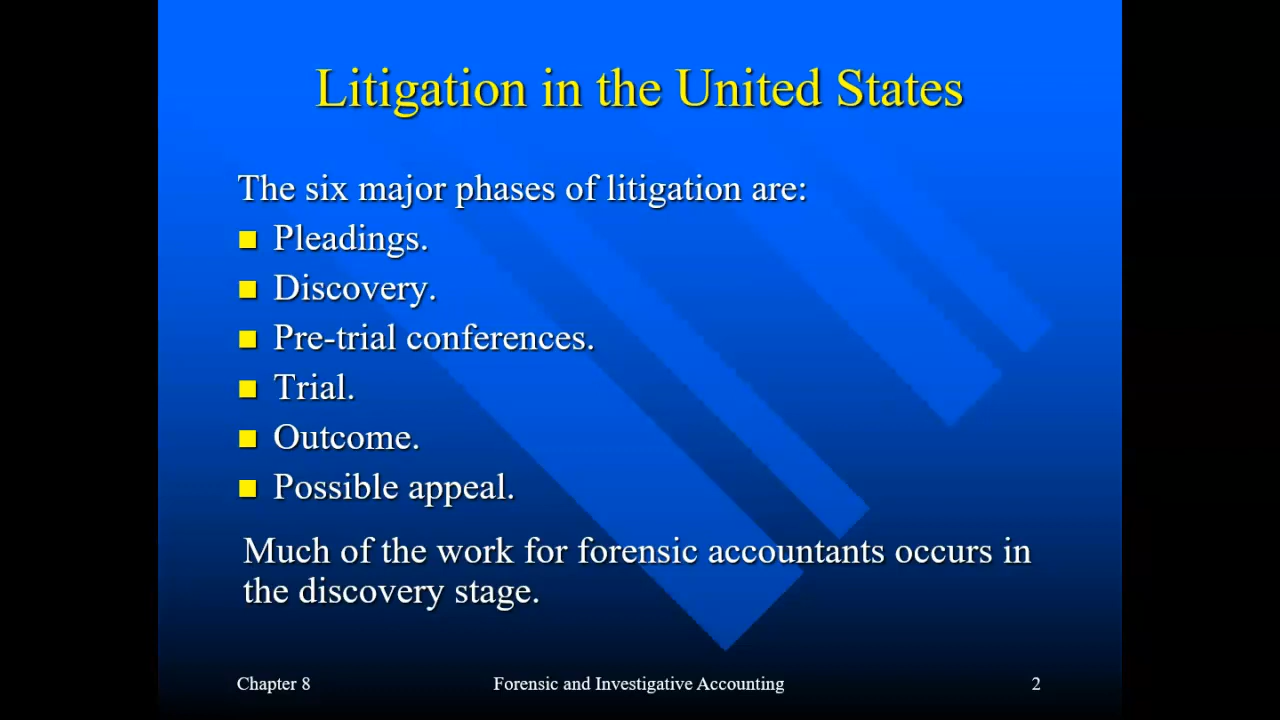 Litigation in the United States
The six major phases of litigation are:
Pleadings.
Discovery.
Pre-trial conferences.
Trial.
Outcome.
Possible appeal.
Much of the work for forensic accountants occurs in
the discovery stage.
Chapter 8 Forensic and Investigative Accounting 2